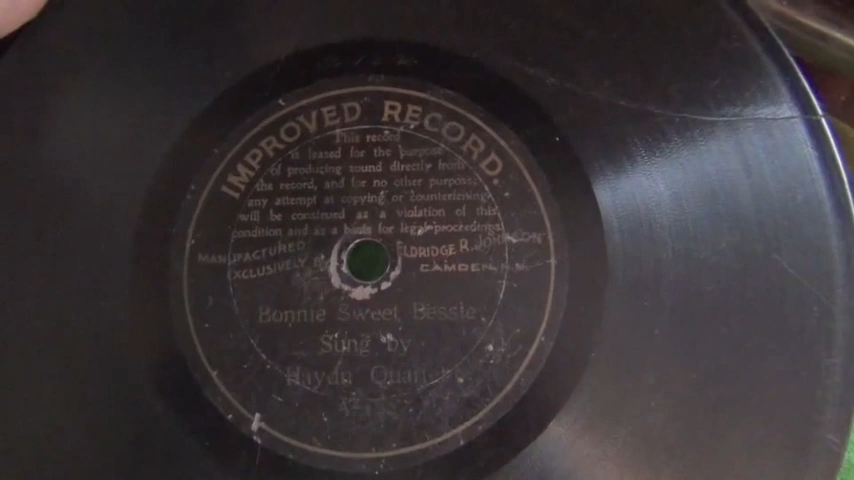 IMPROVED RECORD.
This record
is leased for the purpose
of producing sound directly from
the record, and for no other purpose;
any attempt at copying or counterfeiting
will be construed as a violation of this
condition and as a basis for legal proceedings.
MANUFACTURED
EXCLUSIVELY BY
ELDRIDGE R. JOHNSON
CAMDEN, N.J.
Bonnie Sweet Bessie
Sung by
Haydn Quartet